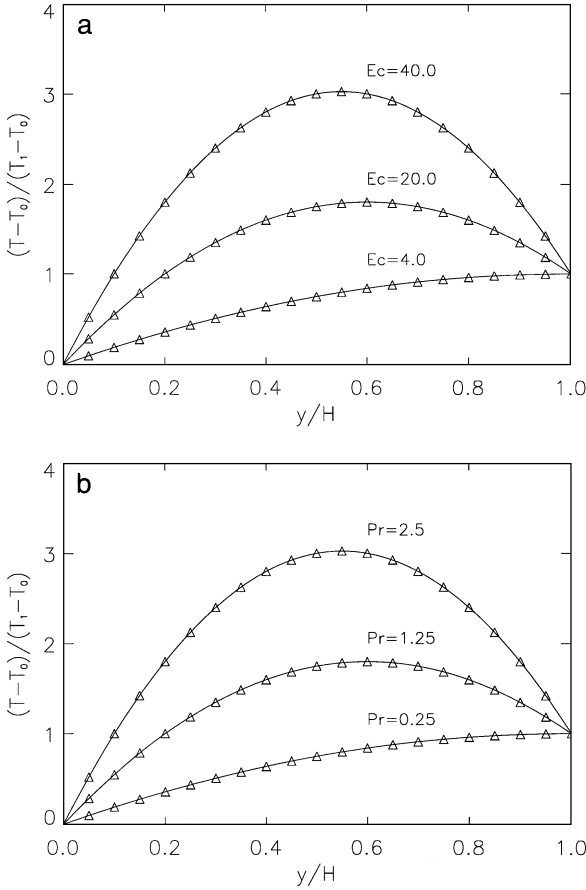 a
4
3
2
1
0
(T−T₀)/(T₁−T₀)
Ec=40.0
Ec=20.0
Ec=4.0
0.0 0.2 0.4 0.6 0.8 1.0
y/H
b
4
3
2
1
0
(T−T₀)/(T₁−T₀)
Pr=2.5
Pr=1.25
Pr=0.25
0.0 0.2 0.4 0.6 0.8 1.0
y/H